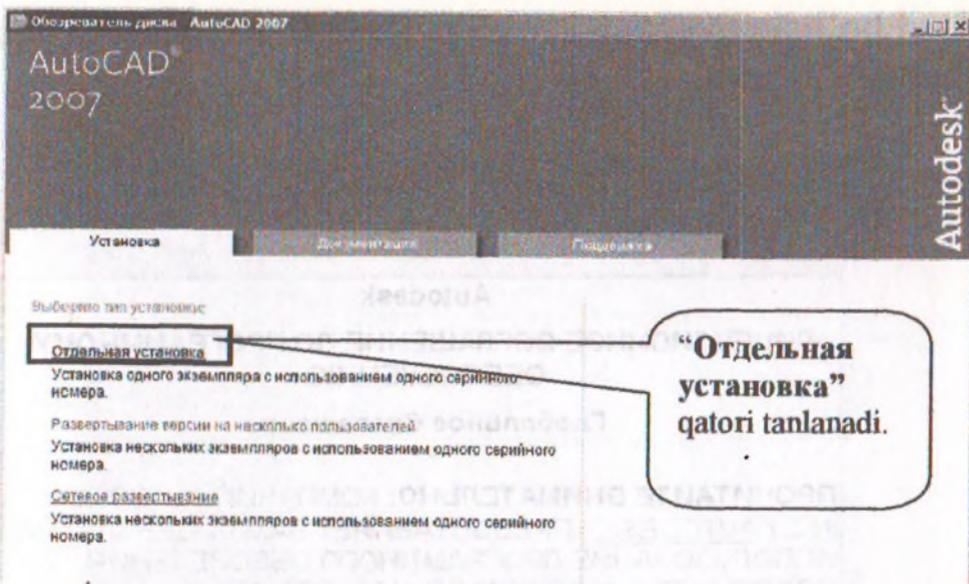 Обозреватель диска - AutoCAD 2007
AutoCAD®
2007
Autodesk®
Установка
Документация
Поддержка
Выберите тип установки:
Отдельная установка
Установка одного экземпляра с использованием одного серийного
номера.
Развертывание версии на несколько пользователей
Установка нескольких экземпляров с использованием одного серийного
номера.
Сетевое развертывание
Установка нескольких экземпляров с использованием одного серийного
номера.
“Отдельная
установка”
qatori tanlanadi.